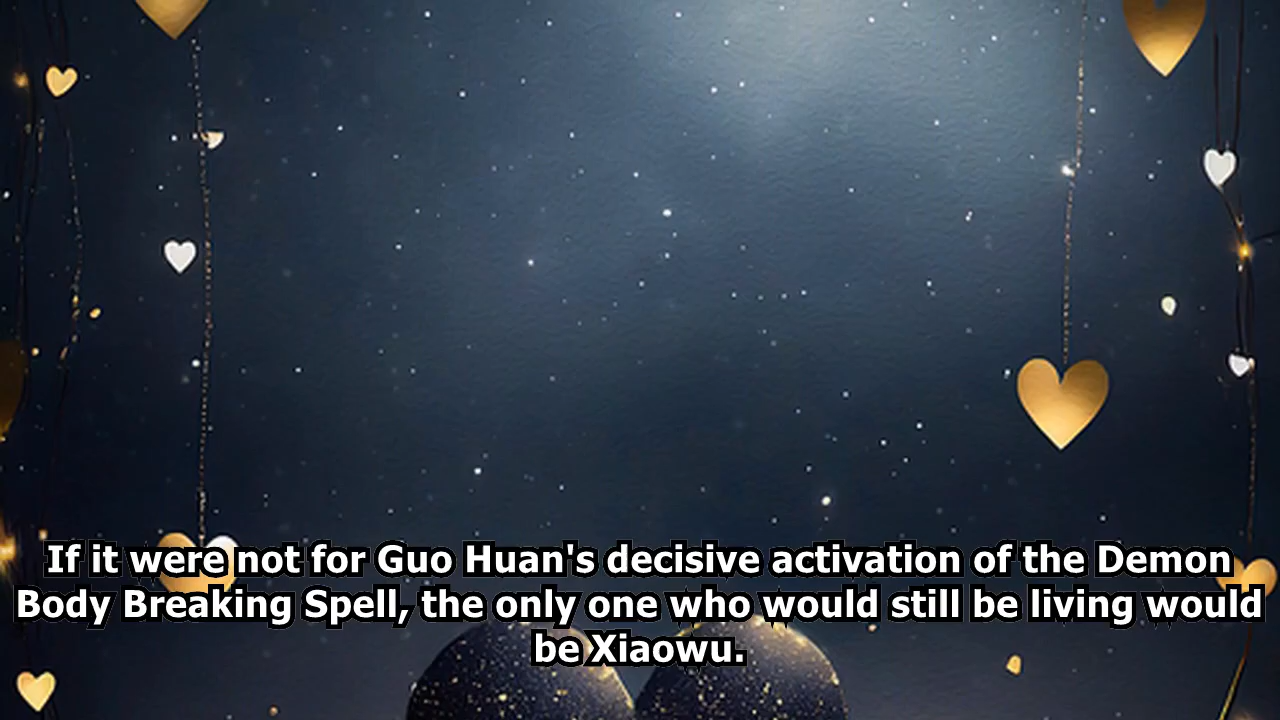 If it were not for Guo Huan's decisive activation of the Demon
Body Breaking Spell, the only one who would still be living would
be Xiaowu.